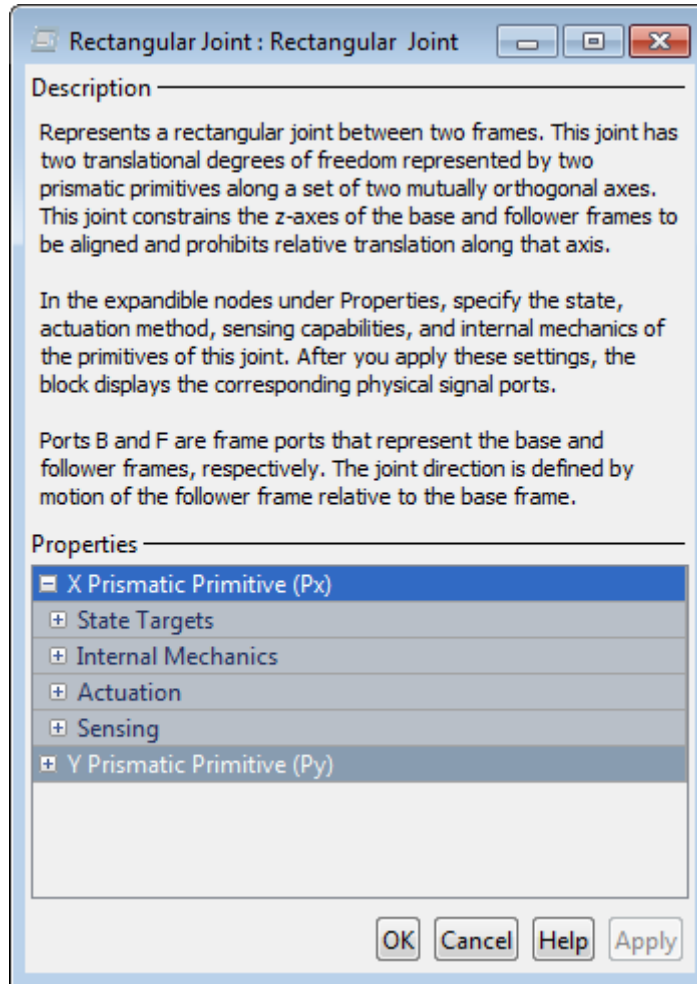 Rectangular Joint : Rectangular Joint
Description
Represents a rectangular joint between two frames. This joint has
two translational degrees of freedom represented by two
prismatic primitives along a set of two mutually orthogonal axes.
This joint constrains the z-axes of the base and follower frames to
be aligned and prohibits relative translation along that axis.
In the expandible nodes under Properties, specify the state,
actuation method, sensing capabilities, and internal mechanics of
the primitives of this joint. After you apply these settings, the
block displays the corresponding physical signal ports.
Ports B and F are frame ports that represent the base and
follower frames, respectively. The joint direction is defined by
motion of the follower frame relative to the base frame.
Properties
X Prismatic Primitive (Px)
State Targets
Internal Mechanics
Actuation
Sensing
Y Prismatic Primitive (Py)
OK Cancel Help Apply